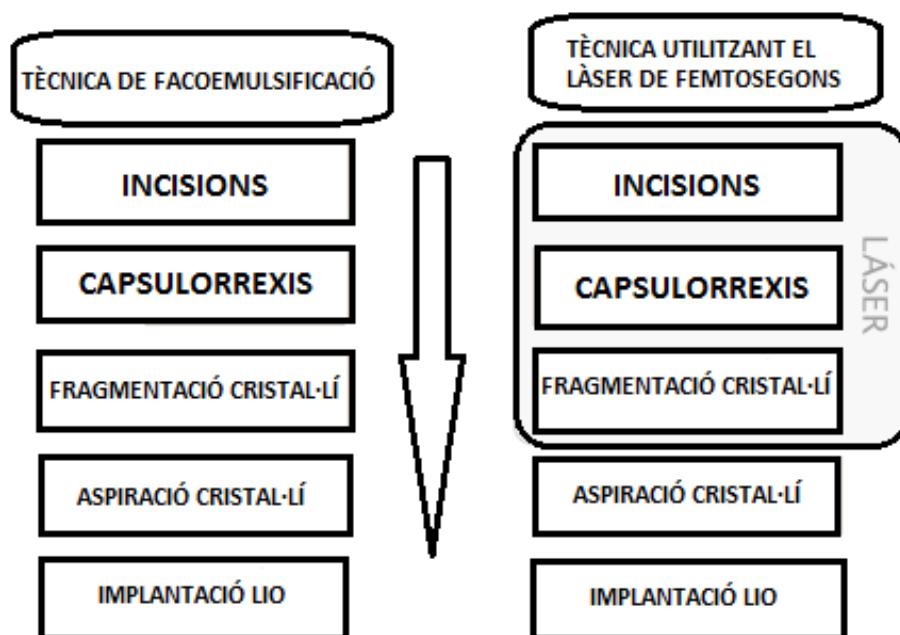 TÈCNICA DE FACOEMULSIFICACIÓ
INCISIONS
CAPSULORREXIS
FRAGMENTACIÓ CRISTAL·LÍ
ASPIRACIÓ CRISTAL·LÍ
IMPLANTACIÓ LIO
TÈCNICA UTILITZANT EL
LÀSER DE FEMTOSEGONS
INCISIONS
CAPSULORREXIS
FRAGMENTACIÓ CRISTAL·LÍ
LÁSER
ASPIRACIÓ CRISTAL·LÍ
IMPLANTACIÓ LIO